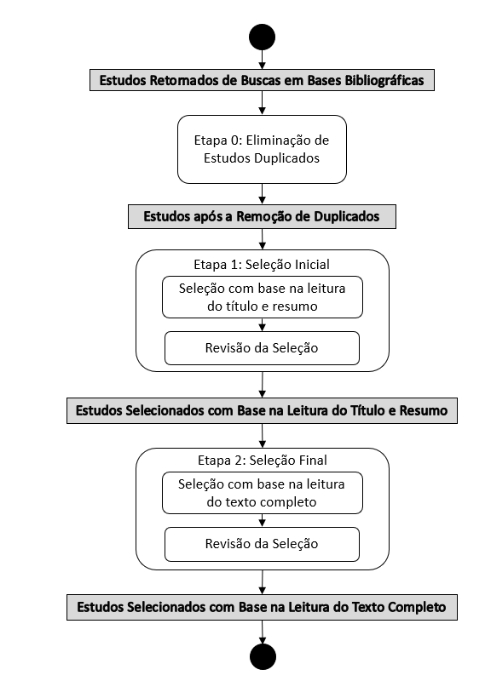 Estudos Retornados de Buscas em Bases Bibliográficas
Etapa 0: Eliminação de
Estudos Duplicados
Estudos após a Remoção de Duplicados
Etapa 1: Seleção Inicial
Seleção com base na leitura
do título e resumo
Revisão da Seleção
Estudos Selecionados com Base na Leitura do Título e Resumo
Etapa 2: Seleção Final
Seleção com base na leitura
do texto completo
Revisão da Seleção
Estudos Selecionados com Base na Leitura do Texto Completo